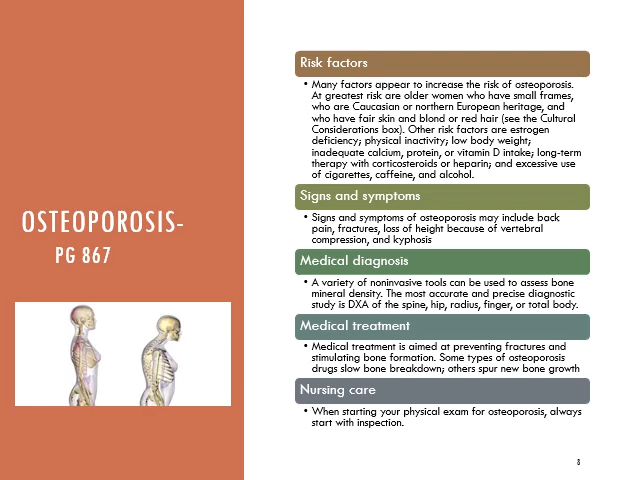 OSTEOPOROSIS-
PG 867
Risk factors
• Many factors appear to increase the risk of osteoporosis.
At greatest risk are older women who have small frames,
who are Caucasian or northern European heritage, and
who have fair skin and blond or red hair (see the Cultural
Considerations box). Other risk factors are estrogen
deficiency; physical inactivity; low body weight;
inadequate calcium, protein, or vitamin D intake; long-term
therapy with corticosteroids or heparin; and excessive use
of cigarettes, caffeine, and alcohol.
Signs and symptoms
• Signs and symptoms of osteoporosis may include back
pain, fractures, loss of height because of vertebral
compression, and kyphosis
Medical diagnosis
• A variety of noninvasive tools can be used to assess bone
mineral density. The most accurate and precise diagnostic
study is DXA of the spine, hip, radius, finger, or total body.
Medical treatment
• Medical treatment is aimed at preventing fractures and
stimulating bone formation. Some types of osteoporosis
drugs slow bone breakdown; others spur new bone growth
Nursing care
• When starting your physical exam for osteoporosis, always
start with inspection.
8